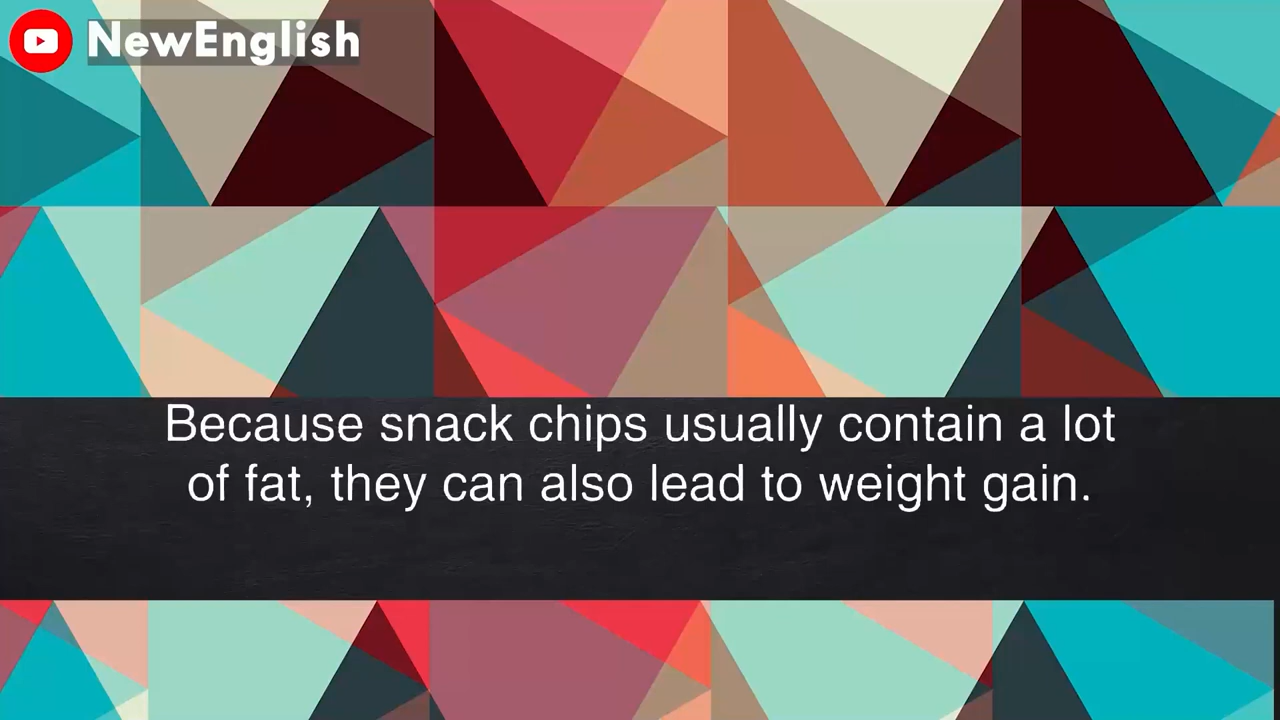 NewEnglish
Because snack chips usually contain a lot
of fat, they can also lead to weight gain.